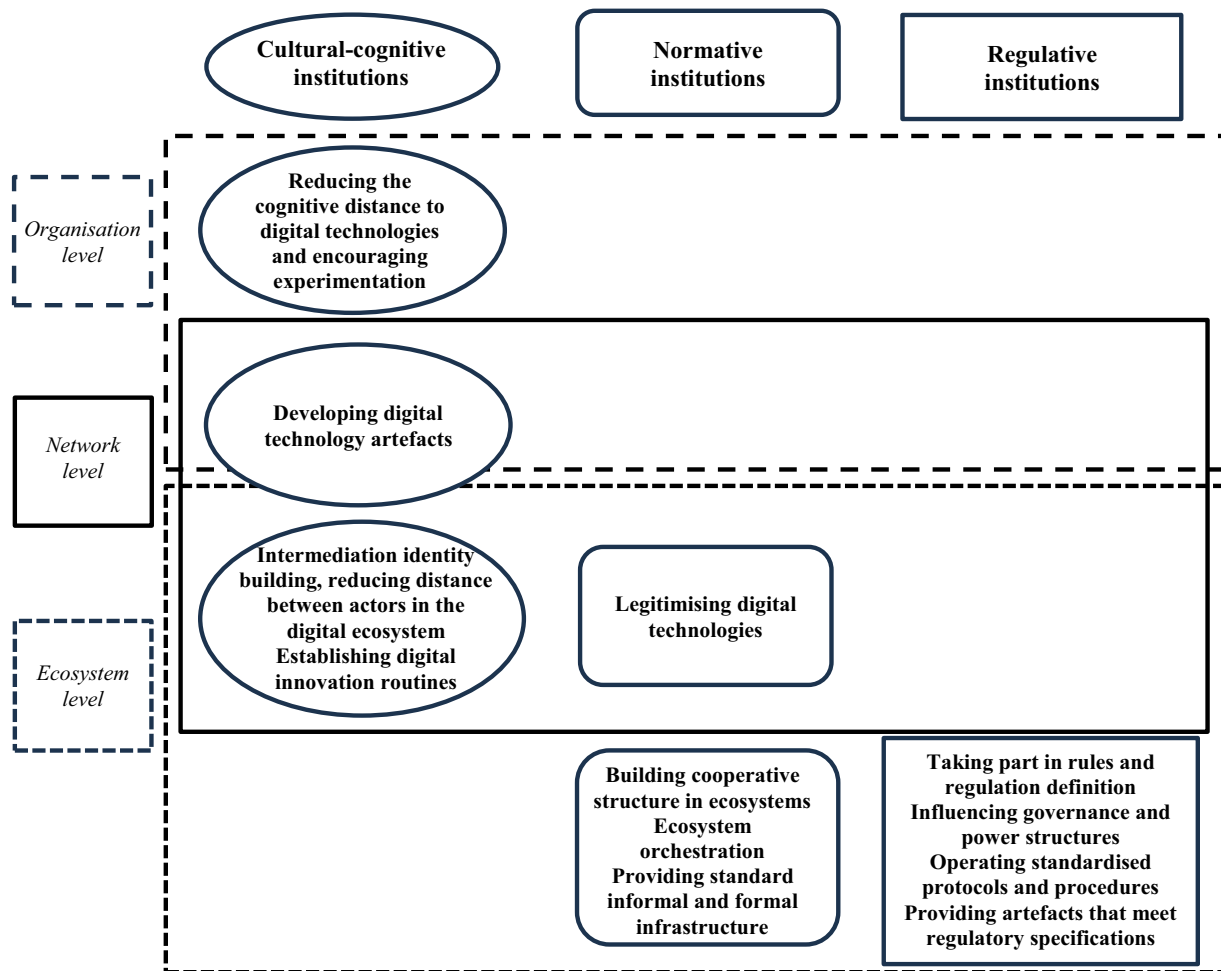 Cultural-cognitive
institutions
Normative
institutions
Regulative
institutions
Organisation
level
Reducing the
cognitive distance to
digital technologies
and encouraging
experimentation
Network
level
Developing digital
technology artefacts
Ecosystem
level
Intermediation identity
building, reducing distance
between actors in the
digital ecosystem
Establishing digital
innovation routines
Legitimising digital
technologies
Building cooperative
structure in ecosystems
Ecosystem
orchestration
Providing standard
informal and formal
infrastructure
Taking part in rules and
regulation definition
Influencing governance and
power structures
Operating standardised
protocols and procedures
Providing artefacts that meet
regulatory specifications